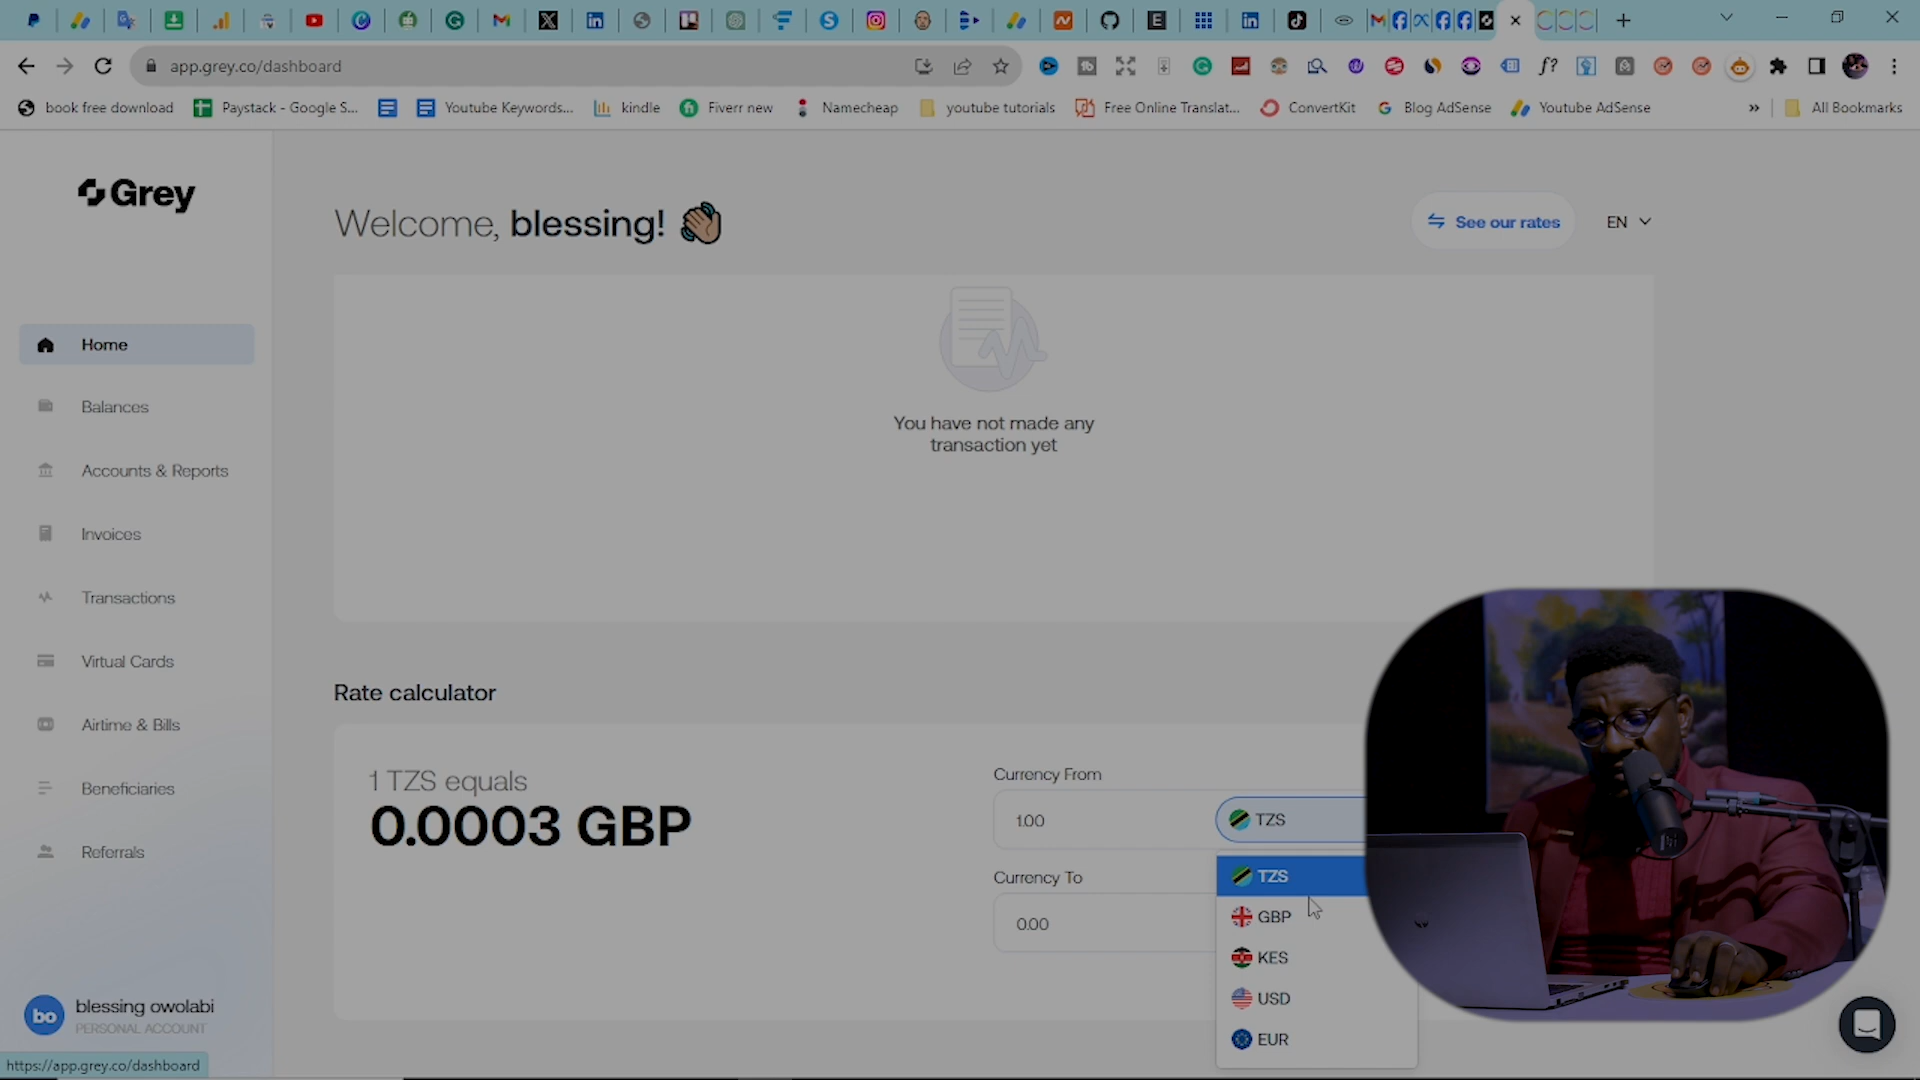 app.grey.co/dashboard
book free download
Paystack - Google S...
Youtube Keywords...
kindle
Fiverr new
Namecheap
youtube tutorials
Free Online Translat...
ConvertKit
Blog AdSense
Youtube AdSense
»
All Bookmarks
Grey
Welcome, blessing!
See our rates
EN
Home
Balances
Accounts & Reports
Invoices
Transactions
Virtual Cards
Airtime & Bills
Beneficiaries
Referrals
You have not made any
transaction yet
Rate calculator
1 TZS equals
0.0003 GBP
Currency From
1.00
TZS
Currency To
0.00
TZS
GBP
KES
USD
EUR
bo
blessing owolabi
PERSONAL ACCOUNT
https://app.grey.co/dashboard